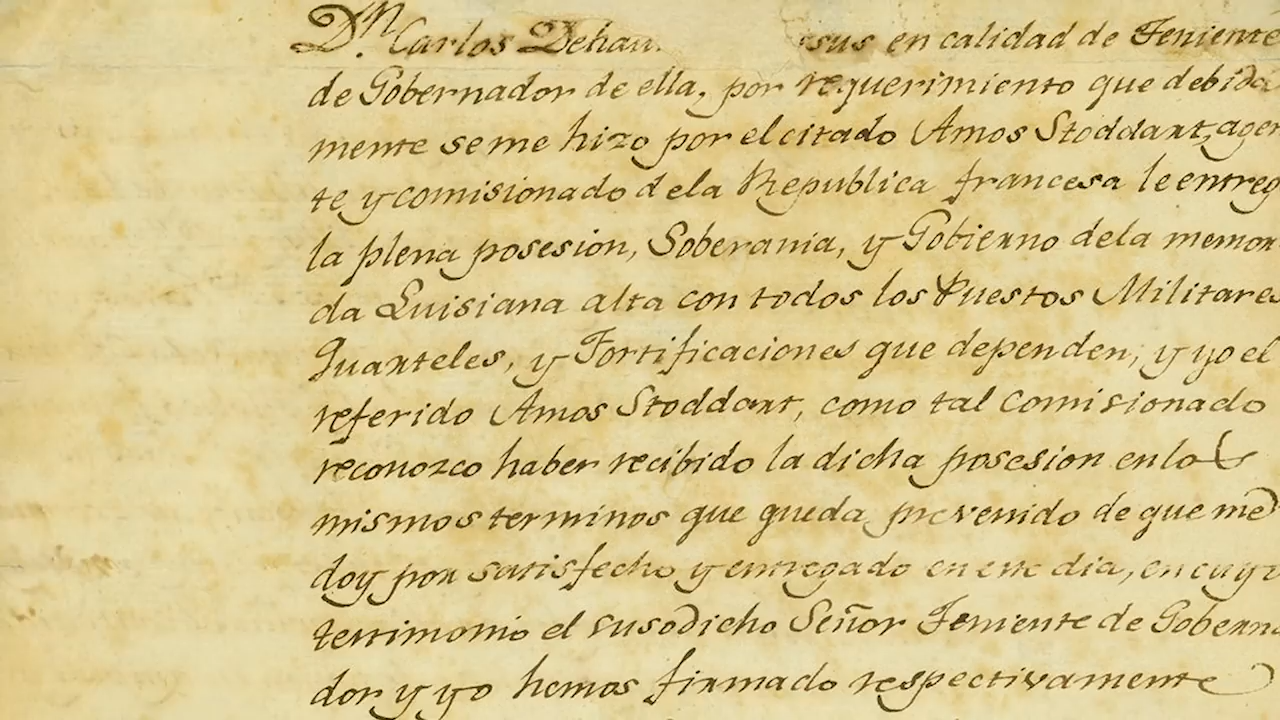 Dn. Carlos Dehau sus en calidad de Teniente
de Gobernador de ella, por requerimiento que debida
mente se me hizo por el citado Amos Stoddart, agen
te y comisionado de la Republica francesa le entreg
la plena posesion, Soberania, y Gobierno de la memor
da Luisiana alta con todos los Puestos Militares
Quarteles, y Fortificaciones que dependen, y yo el
referido Amos Stoddart, como tal Comisionado
reconozco haber recibido la dicha posesion en los
mismos terminos que queda prevenido de que me
doy por satisfecho y entregado en este dia, en cuyo
testimonio el susodicho Señor Teniente de Goberna
dor y yo hemos firmado respectivamente